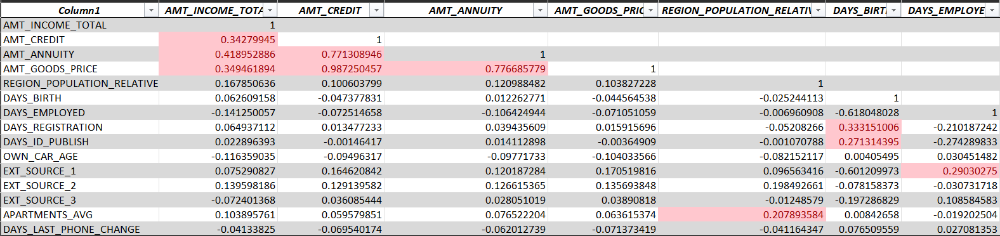 Column1 AMT_INCOME_TOTA AMT_CREDIT AMT_ANNUITY AMT_GOODS_PRIC REGION_POPULATION_RELATIV DAYS_BIRT DAYS_EMPLOYE
AMT_INCOME_TOTAL 1
AMT_CREDIT 0.34279945 1
AMT_ANNUITY 0.418952886 0.771308946 1
AMT_GOODS_PRICE 0.349461894 0.987250457 0.776685779 1
REGION_POPULATION_RELATIVE 0.167850636 0.100603799 0.120988482 0.103827228 1
DAYS_BIRTH 0.062609158 -0.047377831 0.012262771 -0.044564538 -0.025244113 1
DAYS_EMPLOYED -0.141250057 -0.072514658 -0.106424944 -0.071051059 -0.006960908 -0.618048028 1
DAYS_REGISTRATION 0.064937112 0.013477233 0.039435609 0.015915696 -0.05208266 0.333151006 -0.210187242
DAYS_ID_PUBLISH 0.022896393 -0.00146417 0.014112898 -0.00364909 -0.001070788 0.271314395 -0.274289833
OWN_CAR_AGE -0.116359035 -0.09496317 -0.09771733 -0.104033566 -0.082152117 0.00405495 0.030451482
EXT_SOURCE_1 0.075290827 0.164620842 0.120187284 0.170519816 0.096563416 -0.601209973 0.29030275
EXT_SOURCE_2 0.139598186 0.129139582 0.126615365 0.135693848 0.198492661 -0.078158373 -0.030731718
EXT_SOURCE_3 -0.072401368 0.036085444 0.028051019 0.03890818 -0.01248579 -0.197286829 0.108584583
APARTMENTS_AVG 0.103895761 0.059579851 0.076522204 0.063615374 0.207893584 0.00842658 -0.019202504
DAYS_LAST_PHONE_CHANGE -0.04133825 -0.069540174 -0.062012739 -0.071373419 -0.041164347 0.076509559 0.027081353